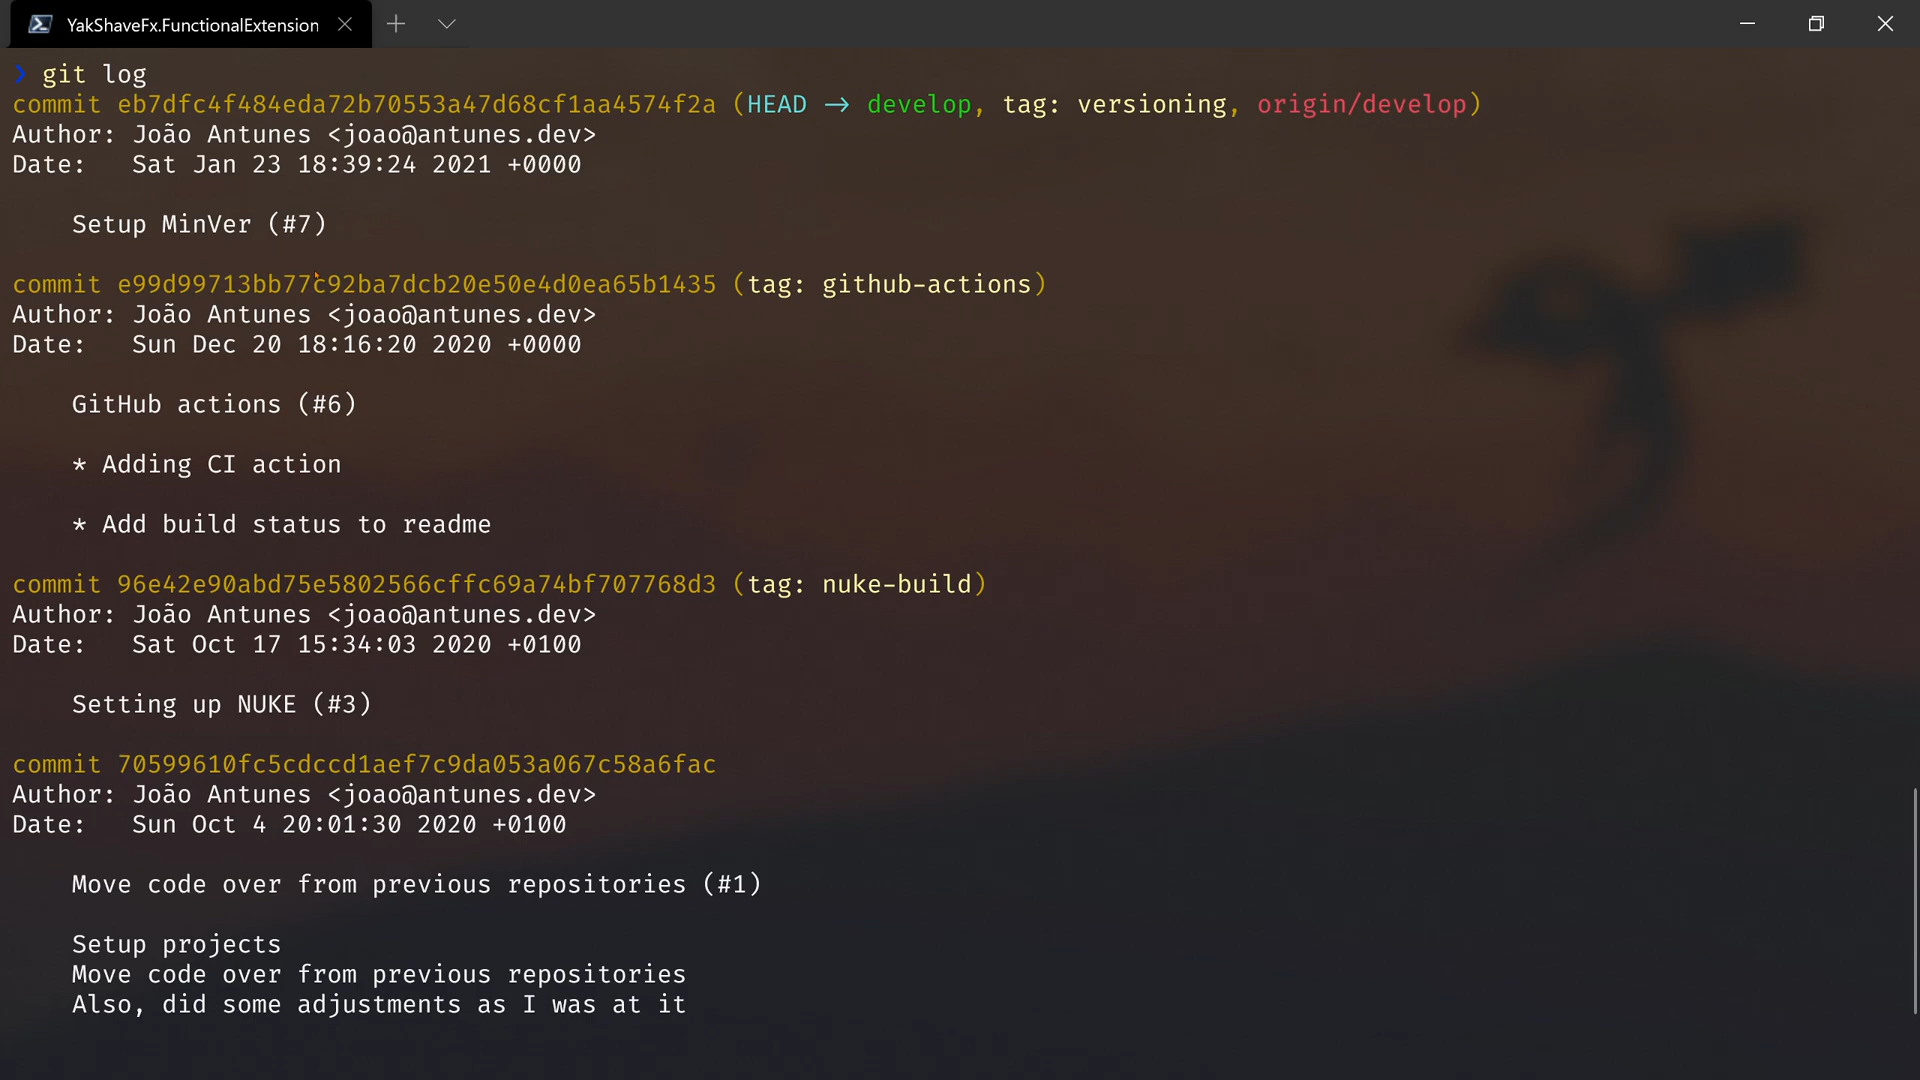 YakShaveFx.FunctionalExtension
❯ git log
commit eb7dfc4f484eda72b70553a47d68cf1aa4574f2a (HEAD -> develop, tag: versioning, origin/develop)
Author: João Antunes <joao@antunes.dev>
Date:   Sat Jan 23 18:39:24 2021 +0000
Setup MinVer (#7)
commit e99d99713bb77c92ba7dcb20e50e4d0ea65b1435 (tag: github-actions)
Author: João Antunes <joao@antunes.dev>
Date:   Sun Dec 20 18:16:20 2020 +0000
GitHub actions (#6)
* Adding CI action
* Add build status to readme
commit 96e42e90abd75e5802566cffc69a74bf707768d3 (tag: nuke-build)
Author: João Antunes <joao@antunes.dev>
Date:   Sat Oct 17 15:34:03 2020 +0100
Setting up NUKE (#3)
commit 70599610fc5cdccd1aef7c9da053a067c58a6fac
Author: João Antunes <joao@antunes.dev>
Date:   Sun Oct 4 20:01:30 2020 +0100
Move code over from previous repositories (#1)
Setup projects
Move code over from previous repositories
Also, did some adjustments as I was at it